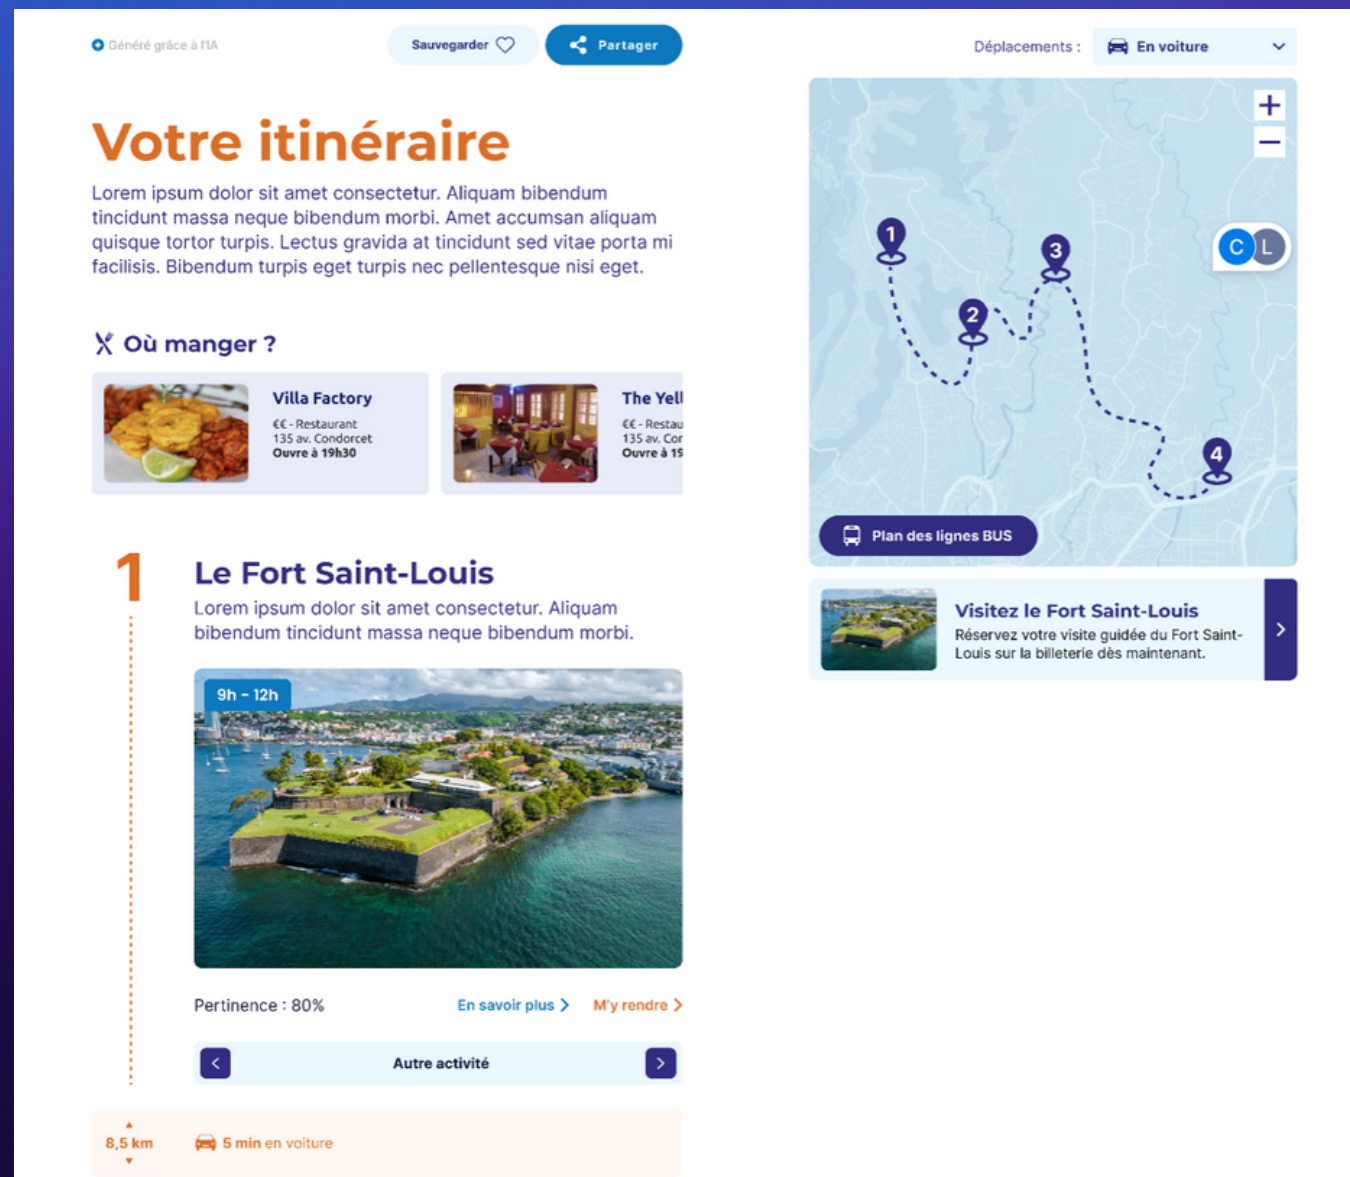 Généré grâce à l'IA
Sauvegarder
Partager
Votre itinéraire
Lorem ipsum dolor sit amet consectetur. Aliquam bibendum
tincidunt massa neque bibendum morbi. Amet accumsan aliquam
quisque tortor turpis. Lectus gravida at tincidunt sed vitae porta mi
facilisis. Bibendum turpis eget turpis nec pellentesque nisi eget.
Où manger ?
Villa Factory
€€ - Restaurant
135 av. Condorcet
Ouvre à 19h30
The Yell
€€ - Restau
135 av. Cor
Ouvre à 19
1
Le Fort Saint-Louis
Lorem ipsum dolor sit amet consectetur. Aliquam
bibendum tincidunt massa neque bibendum morbi.
9h - 12h
Pertinence : 80%
En savoir plus
M'y rendre
Autre activité
8,5 km
5 min en voiture
Déplacements :
En voiture
+
−
1
2
3
4
C
L
Plan des lignes BUS
Visitez le Fort Saint-Louis
Réservez votre visite guidée du Fort Saint-
Louis sur la billeterie dès maintenant.